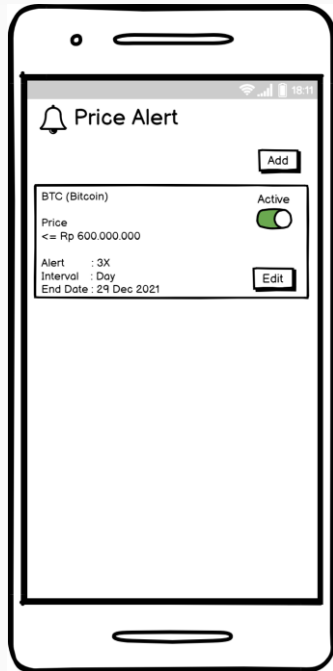 18:11
Price Alert
Add
BTC (Bitcoin)
Active
Price
<= Rp 600.000.000
Alert : 3X
Interval : Day
Edit
End Date : 29 Dec 2021